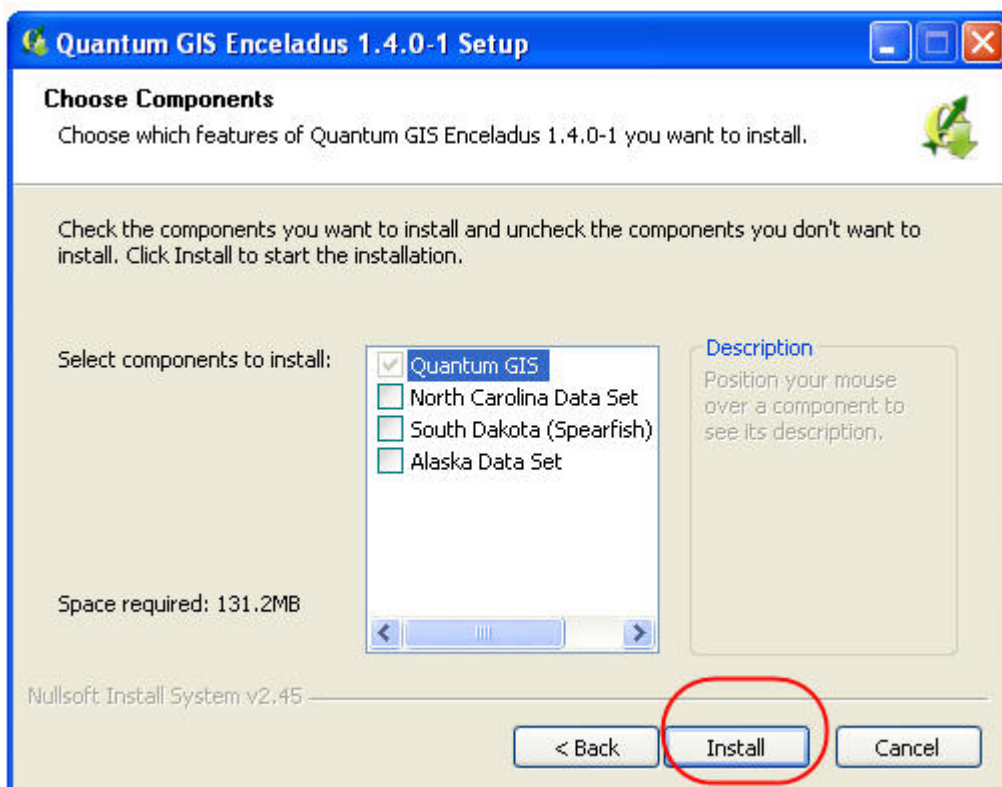 Quantum GIS Enceladus 1.4.0-1 Setup
Choose Components
Choose which features of Quantum GIS Enceladus 1.4.0-1 you want to install.
Check the components you want to install and uncheck the components you don't want to
install. Click Install to start the installation.
Select components to install:
Quantum GIS
North Carolina Data Set
South Dakota (Spearfish)
Alaska Data Set
Description
Position your mouse
over a component to
see its description.
Space required: 131.2MB
Nullsoft Install System v2.45
< Back
Install
Cancel